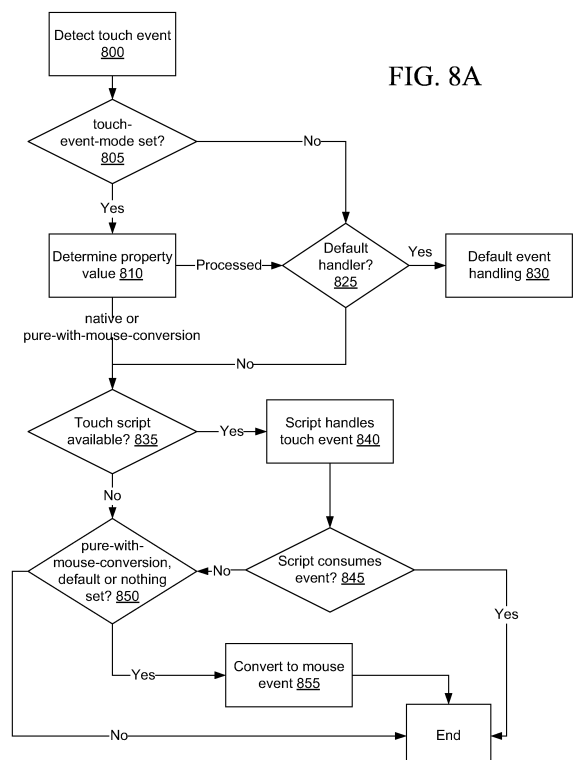 Detect touch event
800
FIG. 8A
touch-
event-mode set?
805
No
Yes
Determine property
value 810
Processed
Default
handler?
825
Yes
Default event
handling 830
native or
pure-with-mouse-conversion
No
Touch script
available? 835
Yes
Script handles
touch event 840
No
pure-with-
mouse-conversion,
default or nothing
set? 850
No
Script consumes
event? 845
Yes
Yes
Convert to mouse
event 855
No
End